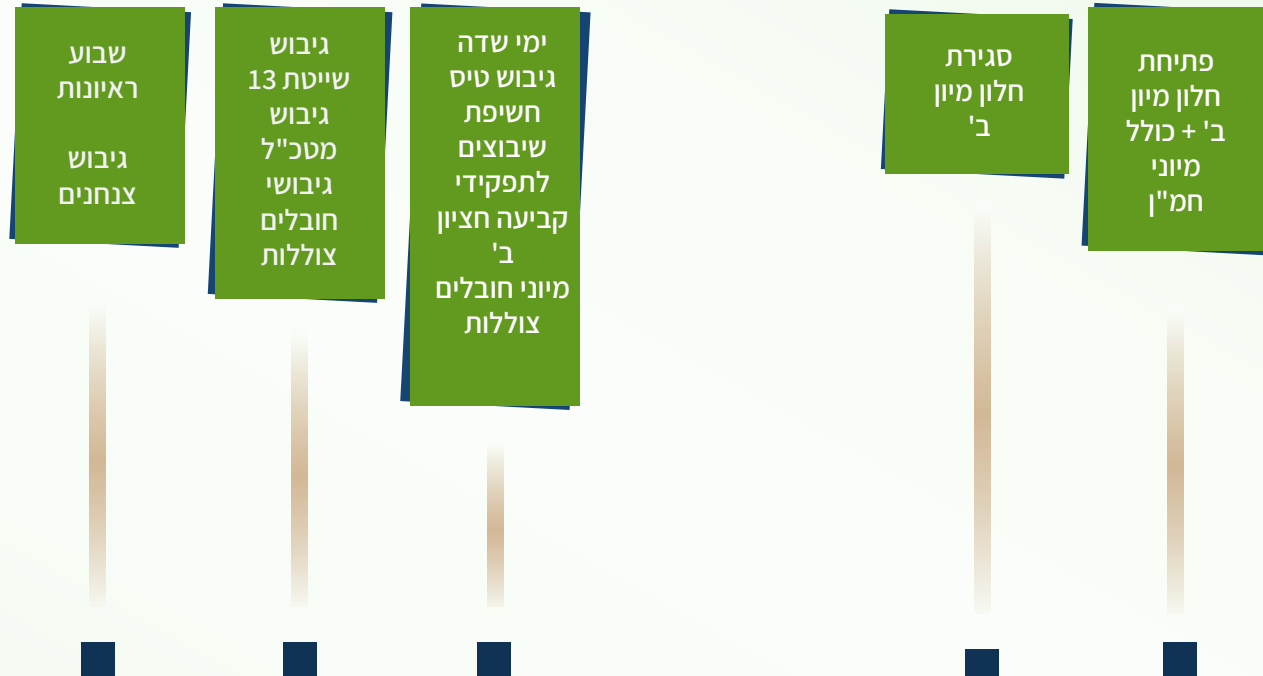 פתיחת
חלון מיון
ב' + כולל
מיוני
חמ"ן
סגירת
חלון מיון
ב'
ימי שדה
גיבוש טיס
חשיפת
שיבוצים
לתפקידי
קביעה חציון
ב'
מיוני חובלים
צוללות
גיבוש
שייטת 13
גיבוש
מטכ"ל
גיבושי
חובלים
צוללות
שבוע
ראיונות
גיבוש
צנחנים